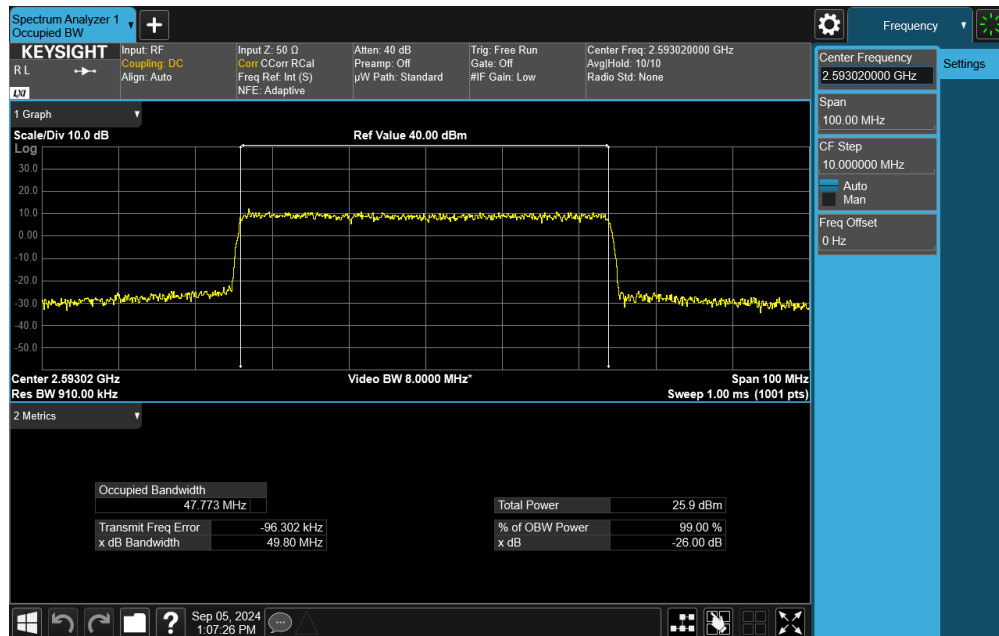 Spectrum Analyzer 1
Occupied BW
Frequency
KEYSIGHT
R L
LXI
Input: RF
Coupling: DC
Align: Auto
Input Z: 50 Ω
Corr CCorr RCal
Freq Ref: Int (S)
NFE: Adaptive
Atten: 40 dB
Preamp: Off
µW Path: Standard
Trig: Free Run
Gate: Off
#IF Gain: Low
Center Freq: 2.593020000 GHz
Avg|Hold: 10/10
Radio Std: None
Center Frequency
2.593020000 GHz
Settings
Span
100.00 MHz
CF Step
10.000000 MHz
Auto
Man
Freq Offset
0 Hz
1 Graph
Scale/Div 10.0 dB
Ref Value 40.00 dBm
Log
30.0
20.0
10.0
0.00
-10.0
-20.0
-30.0
-40.0
-50.0
Center 2.59302 GHz
Video BW 8.0000 MHz*
Span 100 MHz
Res BW 910.00 kHz
Sweep 1.00 ms (1001 pts)
2 Metrics
Occupied Bandwidth
47.773 MHz
Total Power 25.9 dBm
Transmit Freq Error -96.302 kHz
% of OBW Power 99.00 %
x dB Bandwidth 49.80 MHz
x dB -26.00 dB
?
Sep 05, 2024
1:07:26 PM